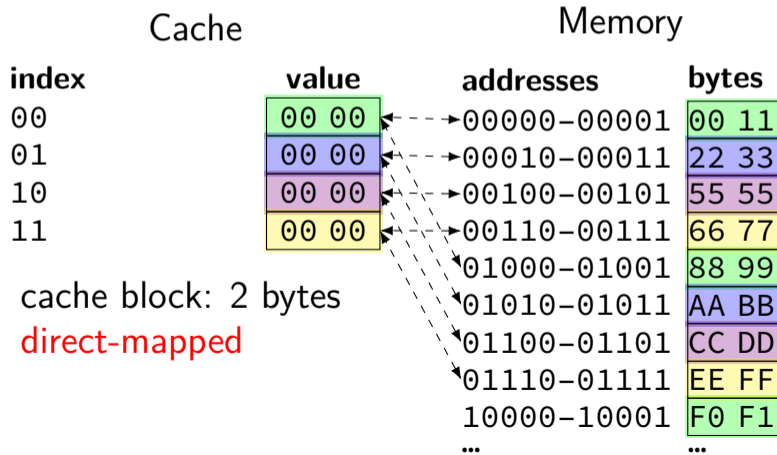 Cache
Memory
index value addresses bytes
00 00 00 00000-00001 00 11
01 00 00 00010-00011 22 33
10 00 00 00100-00101 55 55
11 00 00 00110-00111 66 77
01000-01001 88 99
cache block: 2 bytes
01010-01011 AA BB
direct-mapped
01100-01101 CC DD
01110-01111 EE FF
10000-10001 F0 F1
... ...